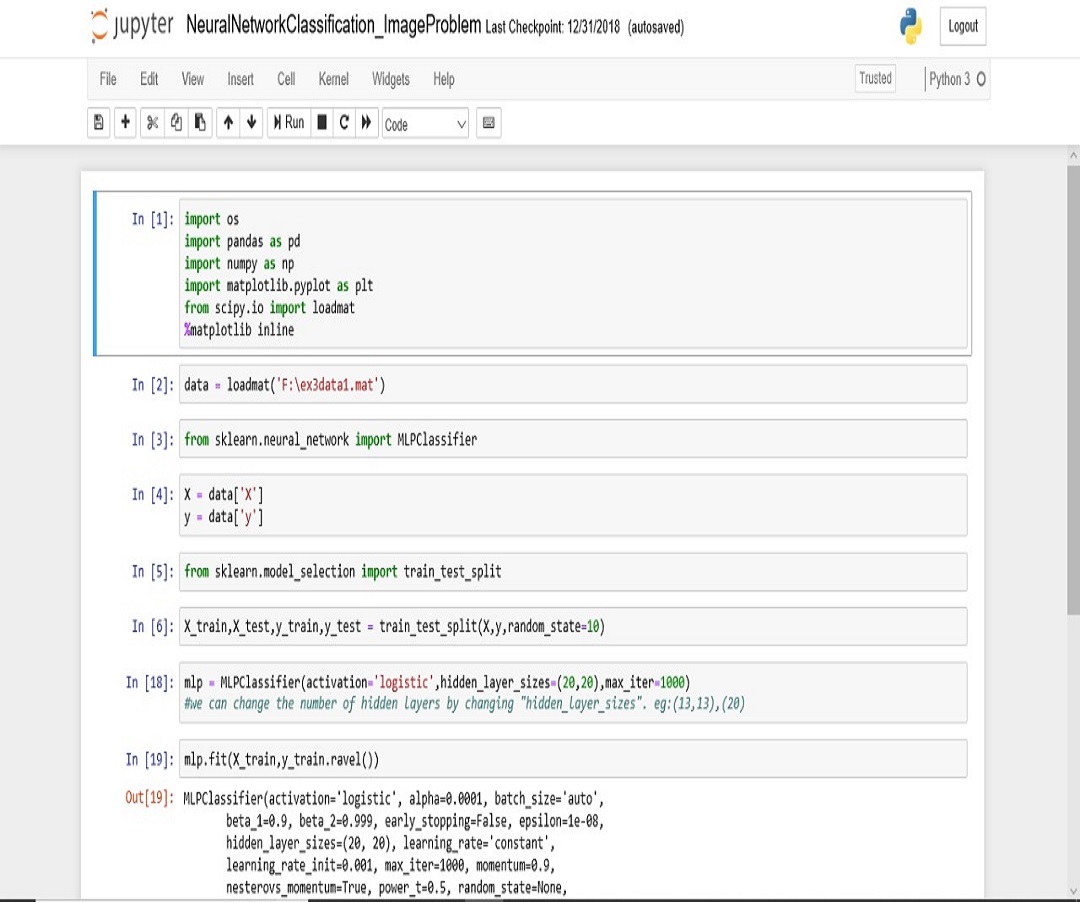 jupyter NeuralNetworkClassification_ImageProblem Last Checkpoint: 12/31/2018 (autosaved)
Logout
File Edit View Insert Cell Kernel Widgets Help
Trusted Python 3
Run Code
In [1]: import os
import pandas as pd
import numpy as np
import matplotlib.pyplot as plt
from scipy.io import loadmat
%matplotlib inline
In [2]: data = loadmat('F:\ex3data1.mat')
In [3]: from sklearn.neural_network import MLPClassifier
In [4]: X = data['X']
y = data['y']
In [5]: from sklearn.model_selection import train_test_split
In [6]: X_train,X_test,y_train,y_test = train_test_split(X,y,random_state=10)
In [18]: mlp = MLPClassifier(activation='logistic',hidden_layer_sizes=(20,20),max_iter=1000)
#we can change the number of hidden layers by changing "hidden_layer_sizes". eg:(13,13),(20)
In [19]: mlp.fit(X_train,y_train.ravel())
Out[19]: MLPClassifier(activation='logistic', alpha=0.0001, batch_size='auto',
beta_1=0.9, beta_2=0.999, early_stopping=False, epsilon=1e-08,
hidden_layer_sizes=(20, 20), learning_rate='constant',
learning_rate_init=0.001, max_iter=1000, momentum=0.9,
nesterovs_momentum=True, power_t=0.5, random_state=None,